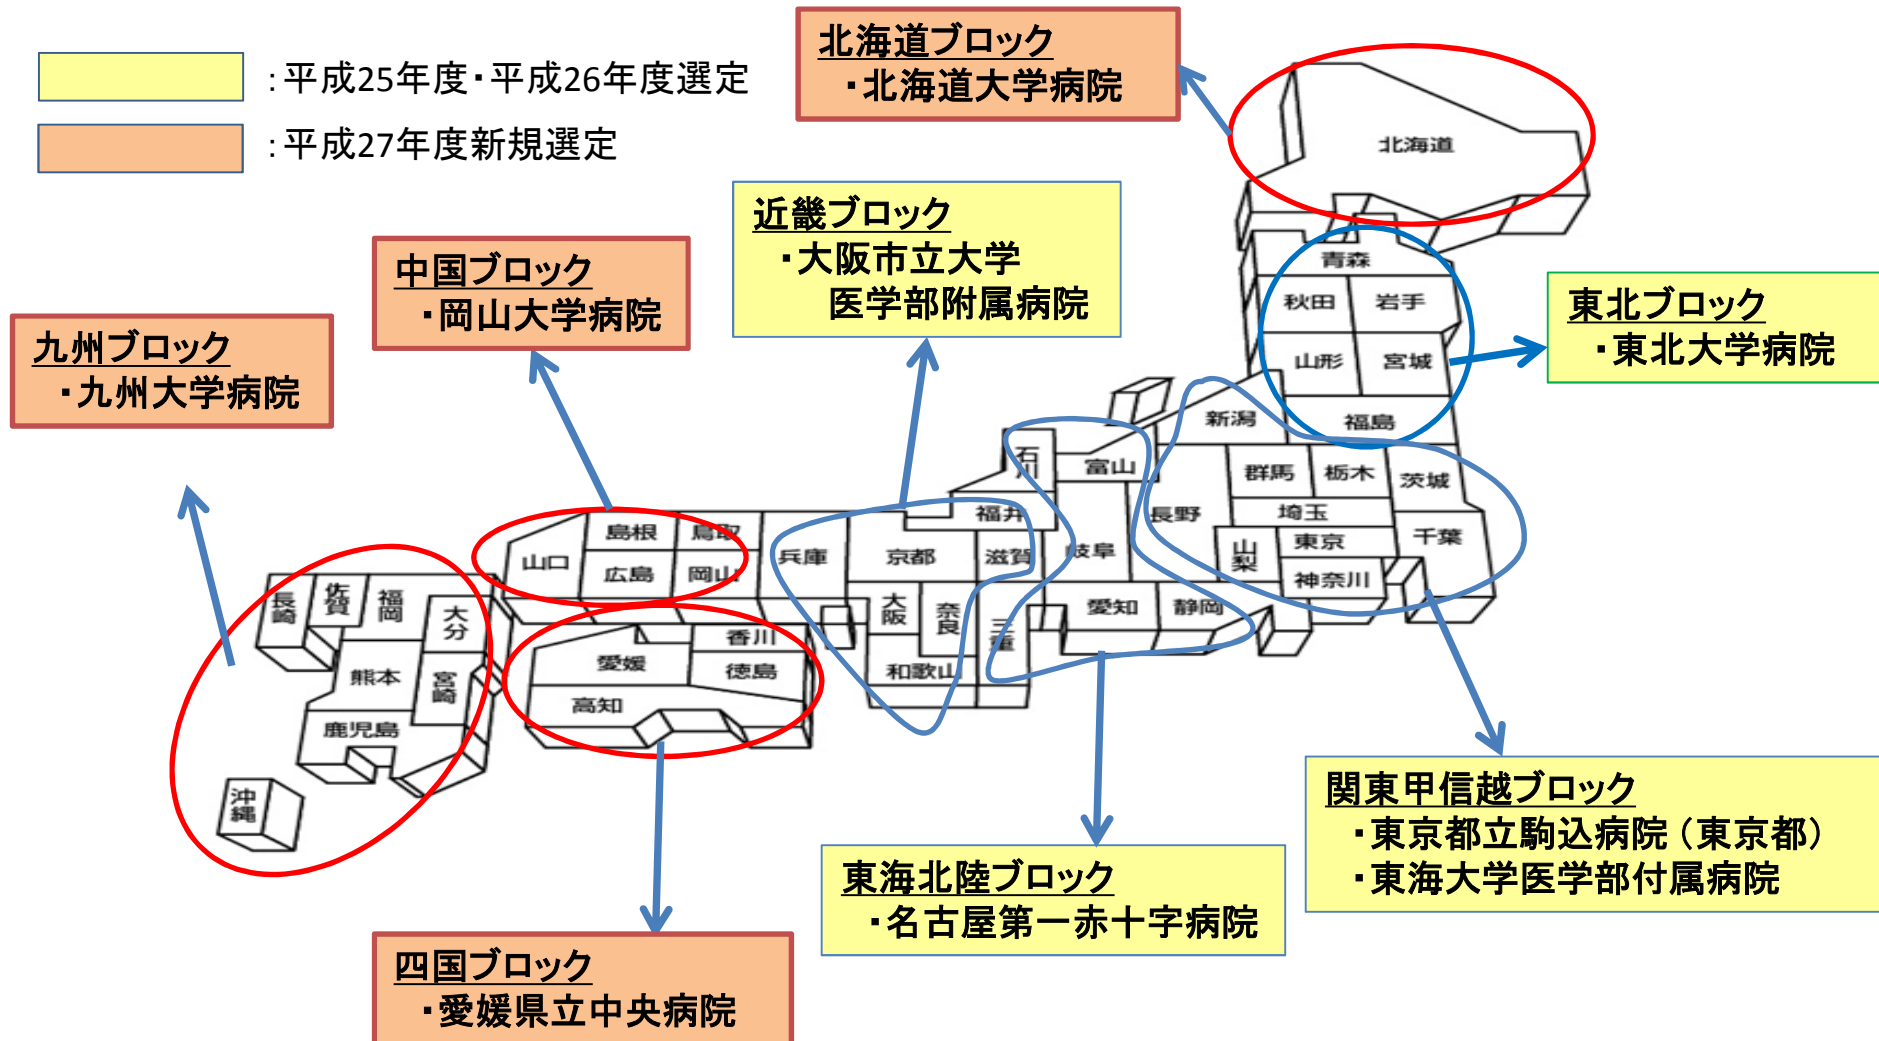 ：平成25年度・平成26年度選定
：平成27年度新規選定
北海道ブロック
・北海道大学病院
近畿ブロック
・大阪市立大学
医学部附属病院
中国ブロック
・岡山大学病院
九州ブロック
・九州大学病院
東北ブロック
・東北大学病院
北海道
青森
秋田
岩手
山形
宮城
福島
新潟
群馬
栃木
茨城
埼玉
千葉
東京
神奈川
山梨
長野
石川
富山
福井
岐阜
愛知
静岡
三重
滋賀
京都
兵庫
大阪
奈良
和歌山
鳥取
島根
岡山
広島
山口
香川
愛媛
徳島
高知
福岡
佐賀
長崎
大分
熊本
宮崎
鹿児島
沖縄
関東甲信越ブロック
・東京都立駒込病院（東京都）
・東海大学医学部付属病院
東海北陸ブロック
・名古屋第一赤十字病院
四国ブロック
・愛媛県立中央病院